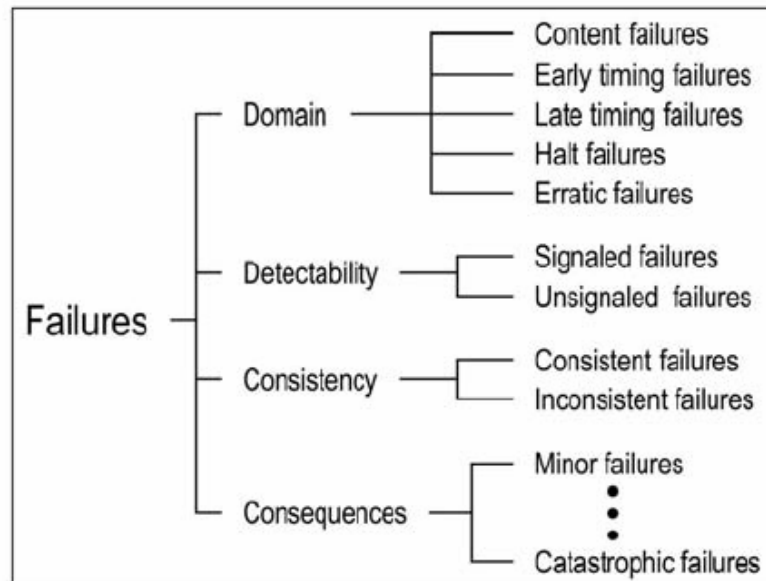 Failures
Domain
Content failures
Early timing failures
Late timing failures
Halt failures
Erratic failures
Detectability
Signaled failures
Unsignaled failures
Consistency
Consistent failures
Inconsistent failures
Consequences
Minor failures
Catastrophic failures